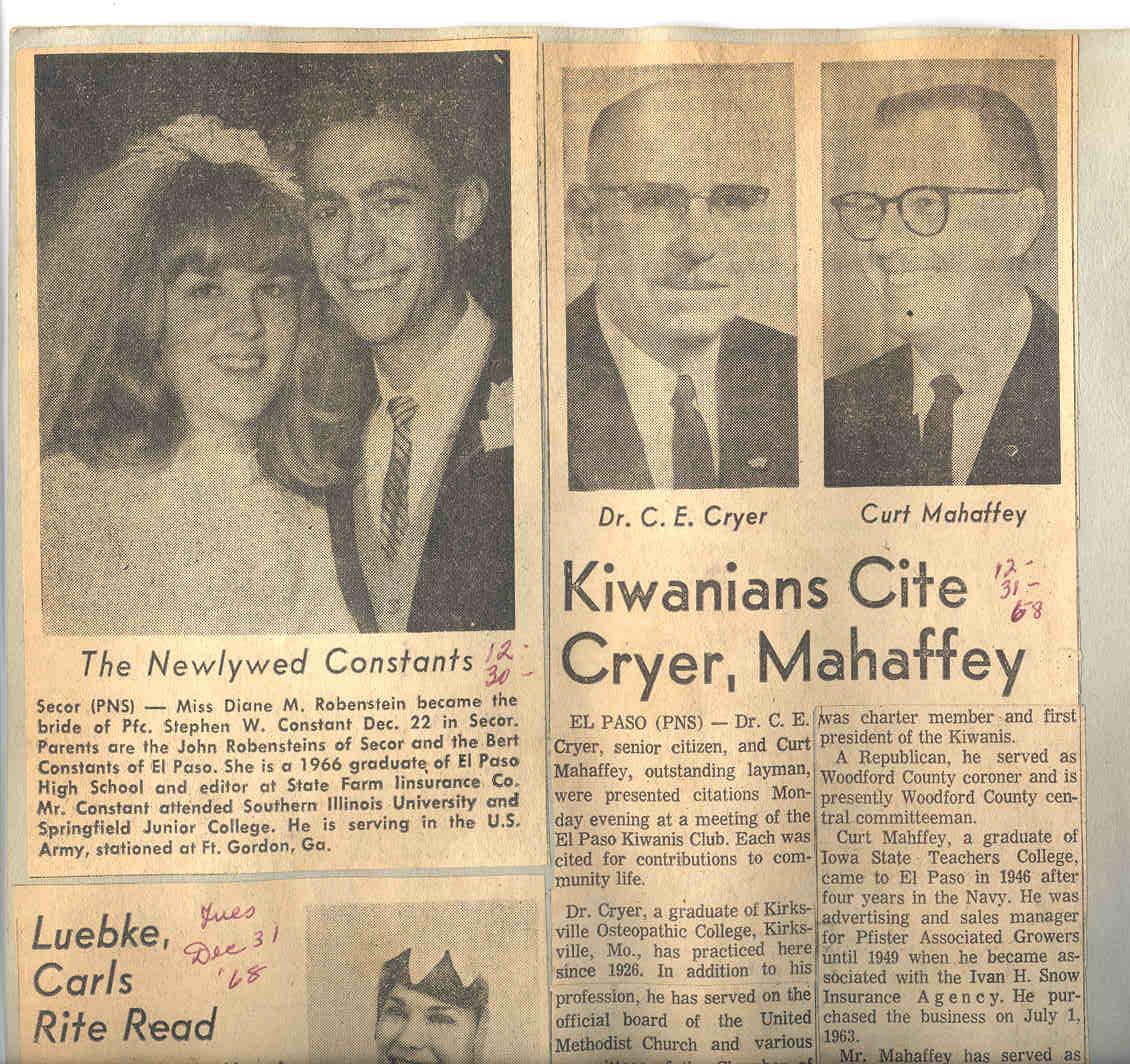 The Newlywed Constants
12-
30-
Secor (PNS) — Miss Diane M. Robenstein became the
bride of Pfc. Stephen W. Constant Dec. 22 in Secor.
Parents are the John Robensteins of Secor and the Bert
Constants of El Paso. She is a 1966 graduate of El Paso
High School and editor at State Farm Iinsurance Co.
Mr. Constant attended Southern Illinois University and
Springfield Junior College. He is serving in the U.S.
Army, stationed at Ft. Gordon, Ga.
Luebke,
Carls
Rite Read
Tues
Dec 31
'68
Dr. C. E. Cryer
Curt Mahaffey
Kiwanians Cite
Cryer, Mahaffey
12-
31-
68
EL PASO (PNS) — Dr. C. E.
Cryer, senior citizen, and Curt
Mahaffey, outstanding layman,
were presented citations Mon-
day evening at a meeting of the
El Paso Kiwanis Club. Each was
cited for contributions to com-
munity life.
Dr. Cryer, a graduate of Kirks-
ville Osteopathic College, Kirks-
ville, Mo., has practiced here
since 1926. In addition to his
profession, he has served on the
official board of the United
Methodist Church and various
was charter member and first
president of the Kiwanis.
A Republican, he served as
Woodford County coroner and is
presently Woodford County cen-
tral committeeman.
Curt Mahffey, a graduate of
Iowa State Teachers College,
came to El Paso in 1946 after
four years in the Navy. He was
advertising and sales manager
for Pfister Associated Growers
until 1949 when he became as-
sociated with the Ivan H. Snow
Insurance Agency. He pur-
chased the business on July 1,
1963.
Mr. Mahaffey has served as